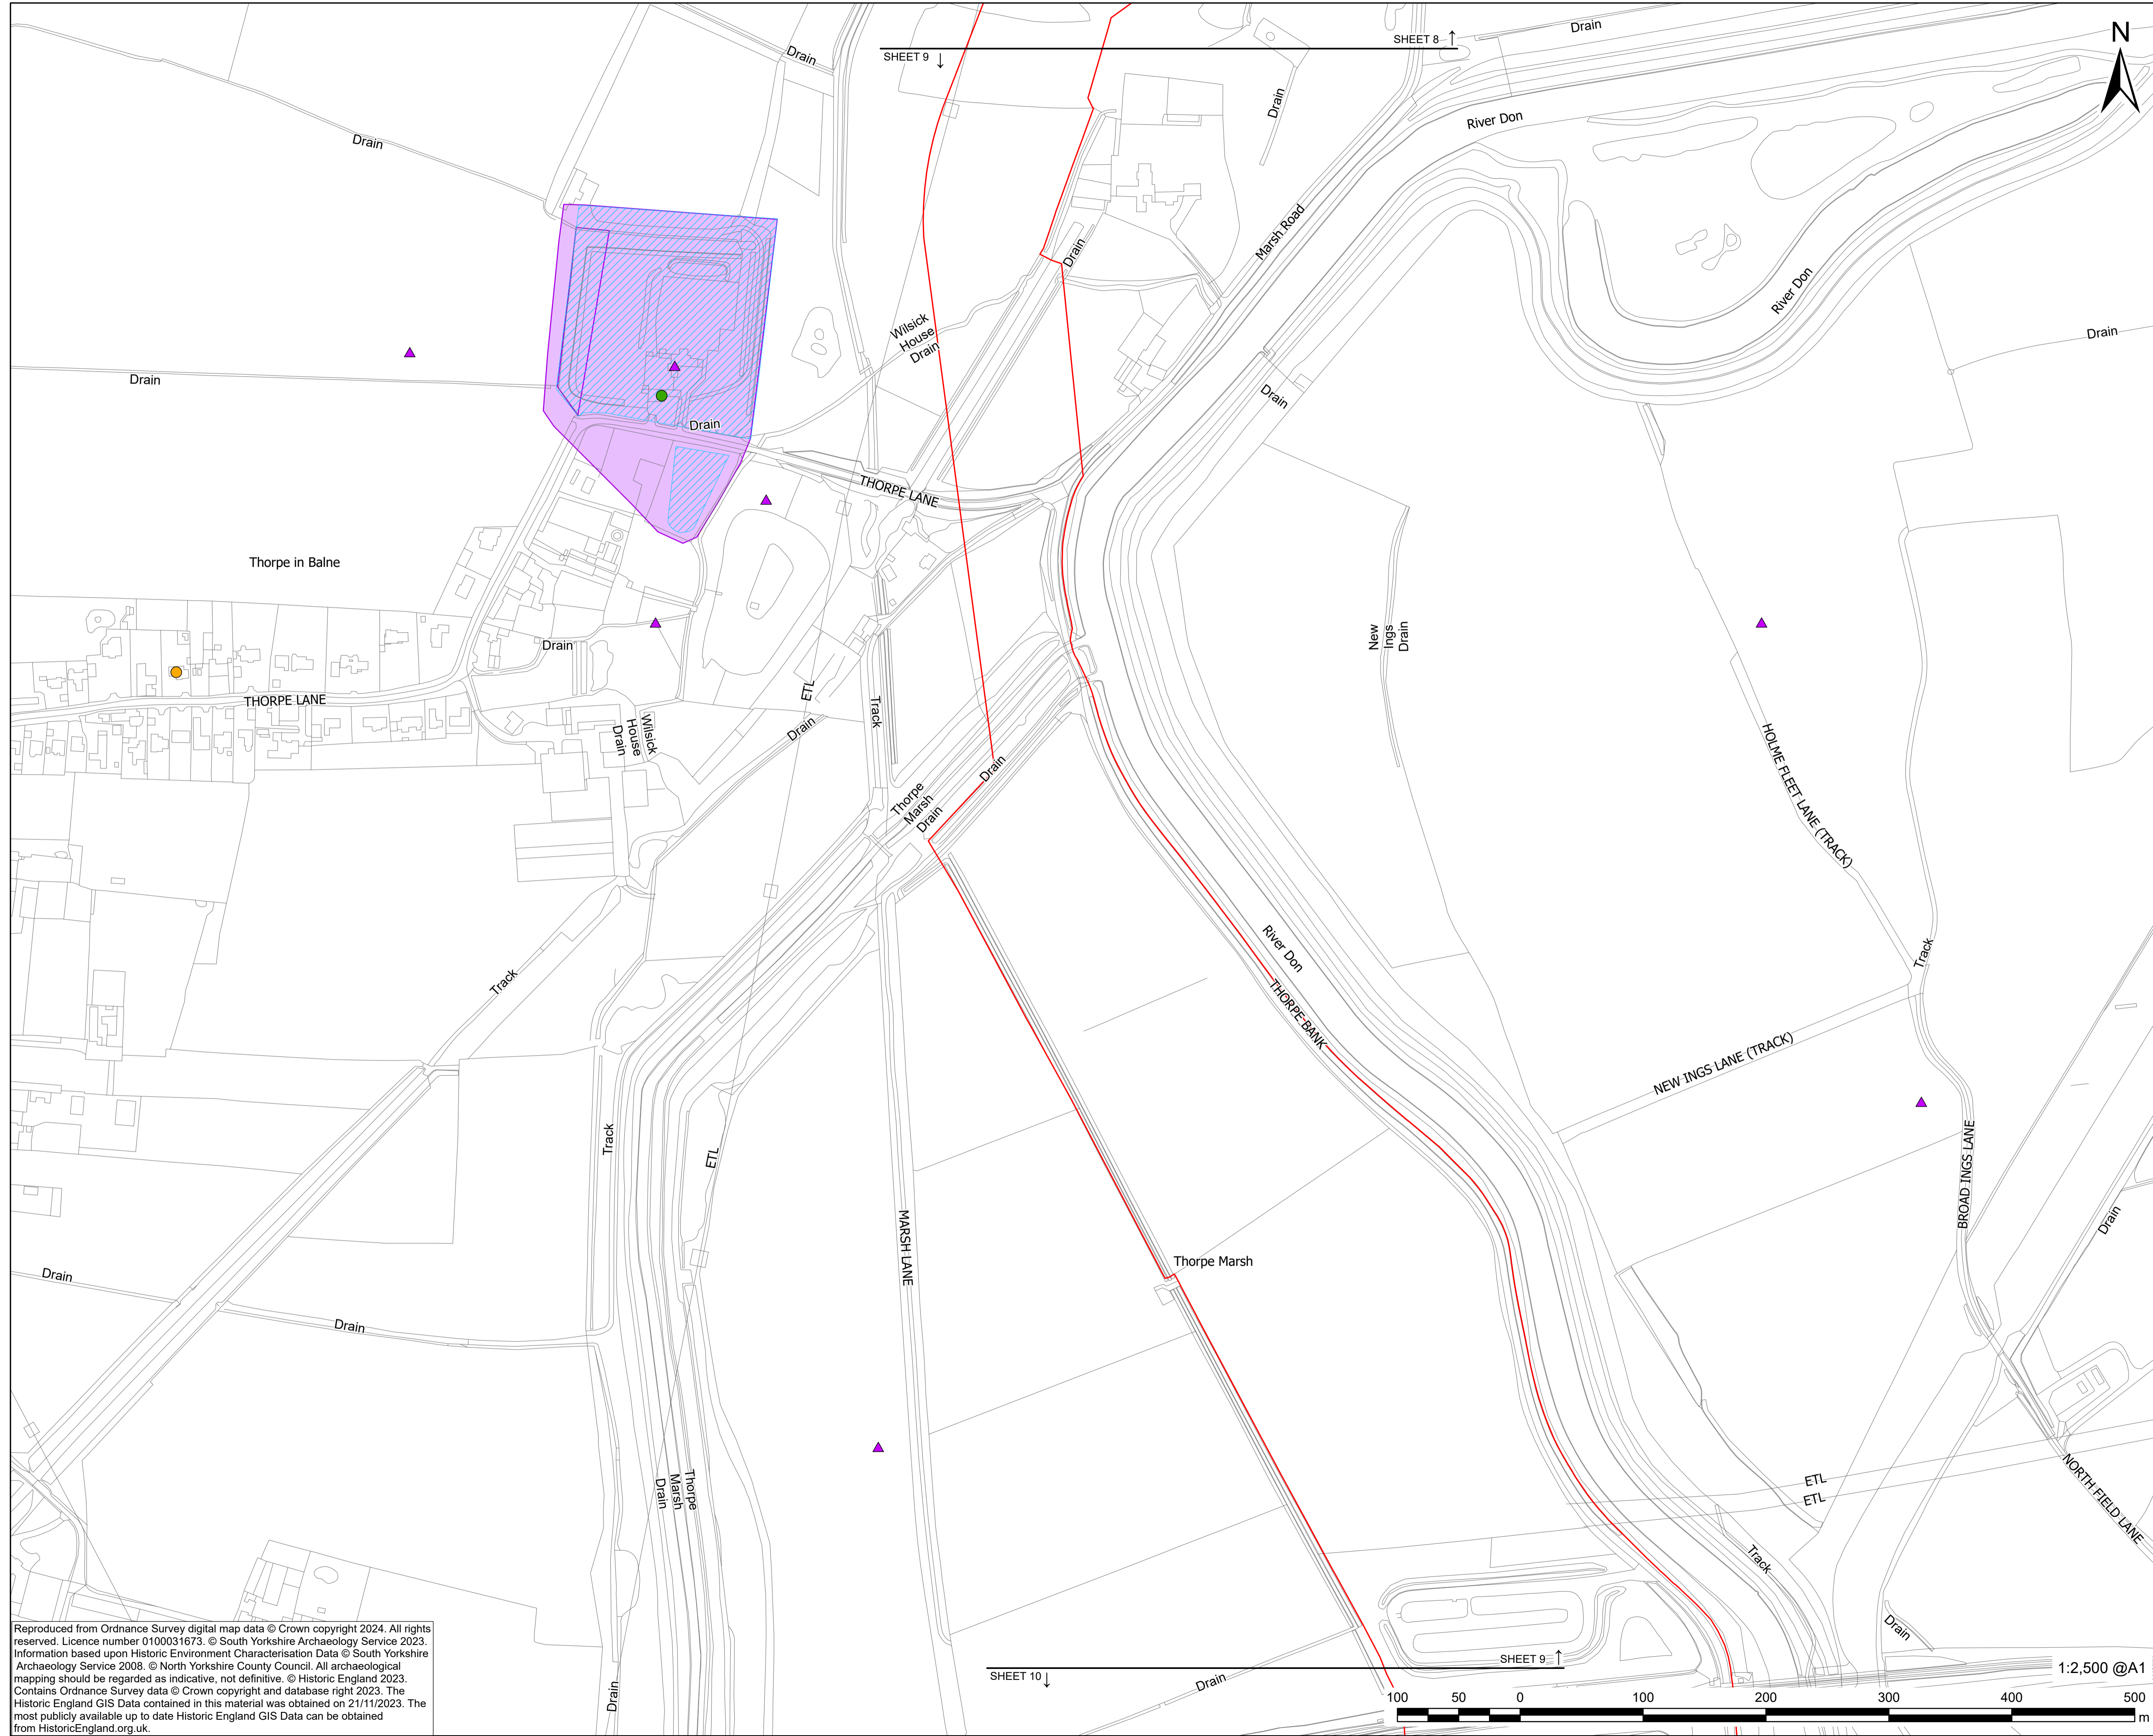 SHEET 8 ↑
SHEET 9 ↓
N
Drain
Drain
Drain
Drain
River Don
Marsh Road
Drain
River Don
Drain
Wilsick
House
Drain
Drain
Drain
Drain
THORPE LANE
Thorpe in Balne
New
Ings
Drain
Drain
THORPE LANE
ETL
Track
Wilsick
House
Drain
Drain
Drain
Thorpe
Marsh
Drain
HOLME FLEET LANE (TRACK)
Track
River Don
THORPE BANK
Track
NEW INGS LANE (TRACK)
Track
ETL
BROAD INGS LANE
Drain
MARSH LANE
Thorpe Marsh
Drain
Drain
Thorpe
Marsh
Drain
ETL
ETL
NORTH FIELD LANE
Track
Drain
Drain
Drain
SHEET 9 ↑
SHEET 10 ↓
Reproduced from Ordnance Survey digital map data © Crown copyright 2024. All rights
reserved. Licence number 0100031673. © South Yorkshire Archaeology Service 2023.
Information based upon Historic Environment Characterisation Data © South Yorkshire
Archaeology Service 2008. © North Yorkshire County Council. All archaeological
mapping should be regarded as indicative, not definitive. © Historic England 2023.
Contains Ordnance Survey data © Crown copyright and database right 2023. The
Historic England GIS Data contained in this material was obtained on 21/11/2023. The
most publicly available up to date Historic England GIS Data can be obtained
from HistoricEngland.org.uk.
1:2,500 @A1
100 50 0 100 200 300 400 500
m